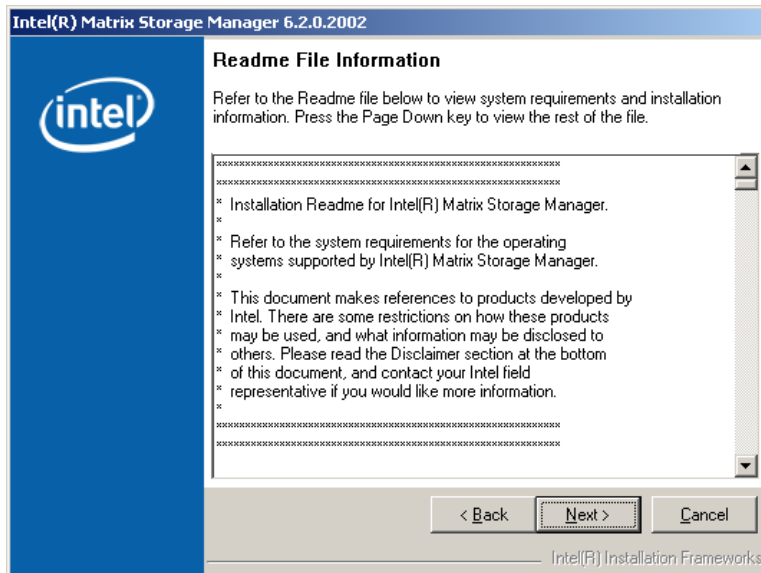 Intel(R) Matrix Storage Manager 6.2.0.2002
intel
Readme File Information
Refer to the Readme file below to view system requirements and installation
information. Press the Page Down key to view the rest of the file.
************************************************************
************************************************************
* Installation Readme for Intel(R) Matrix Storage Manager.
*
* Refer to the system requirements for the operating
* systems supported by Intel(R) Matrix Storage Manager.
*
* This document makes references to products developed by
* Intel. There are some restrictions on how these products
* may be used, and what information may be disclosed to
* others. Please read the Disclaimer section at the bottom
* of this document, and contact your Intel field
* representative if you would like more information.
*
************************************************************
************************************************************
< Back Next > Cancel
Intel(R) Installation Frameworks